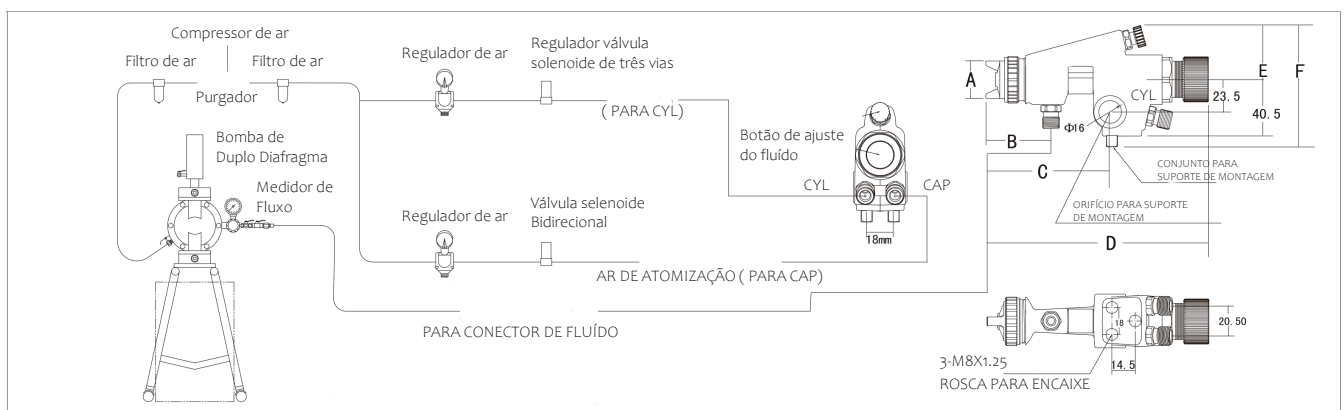 Compressor de ar
Filtro de ar
Filtro de ar
Purgador
Bomba de
Duplo Diafragma
Medidor de
Fluxo
Regulador de ar
Regulador válvula
solenoide de três vias
( PARA CYL)
Regulador de ar
Válvula selenoide
Bidirecional
AR DE ATOMIZAÇÃO ( PARA CAP)
PARA CONECTOR DE FLUÍDO
Botão de ajuste
do fluído
CYL
CAP
18mm
A
B
C
D
E
F
CYL
Φ16
23.5
40.5
CONJUNTO PARA
SUPORTE DE MONTAGEM
ORIFÍCIO PARA SUPORTE
DE MONTAGEM
18
20.50
14.5
3-M8X1.25
ROSCA PARA ENCAIXE